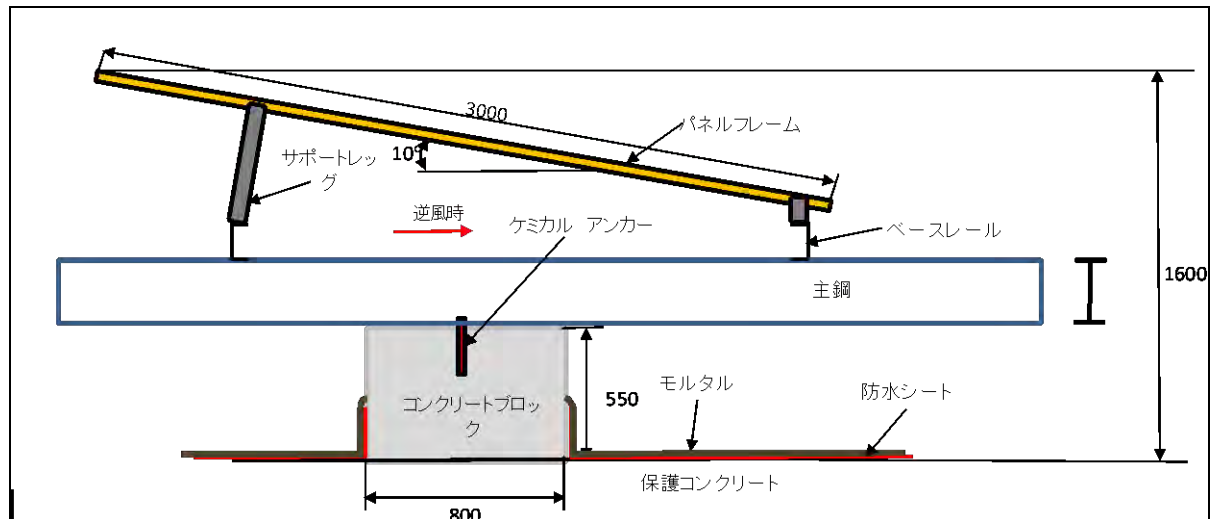 3000
パネルフレーム
10°
サポートレッ
グ
逆風時
ケミカル アンカー
ベースレール
1600
主鋼
550
モルタル
防水シート
コンクリートブロッ
ク
保護コンクリート
800